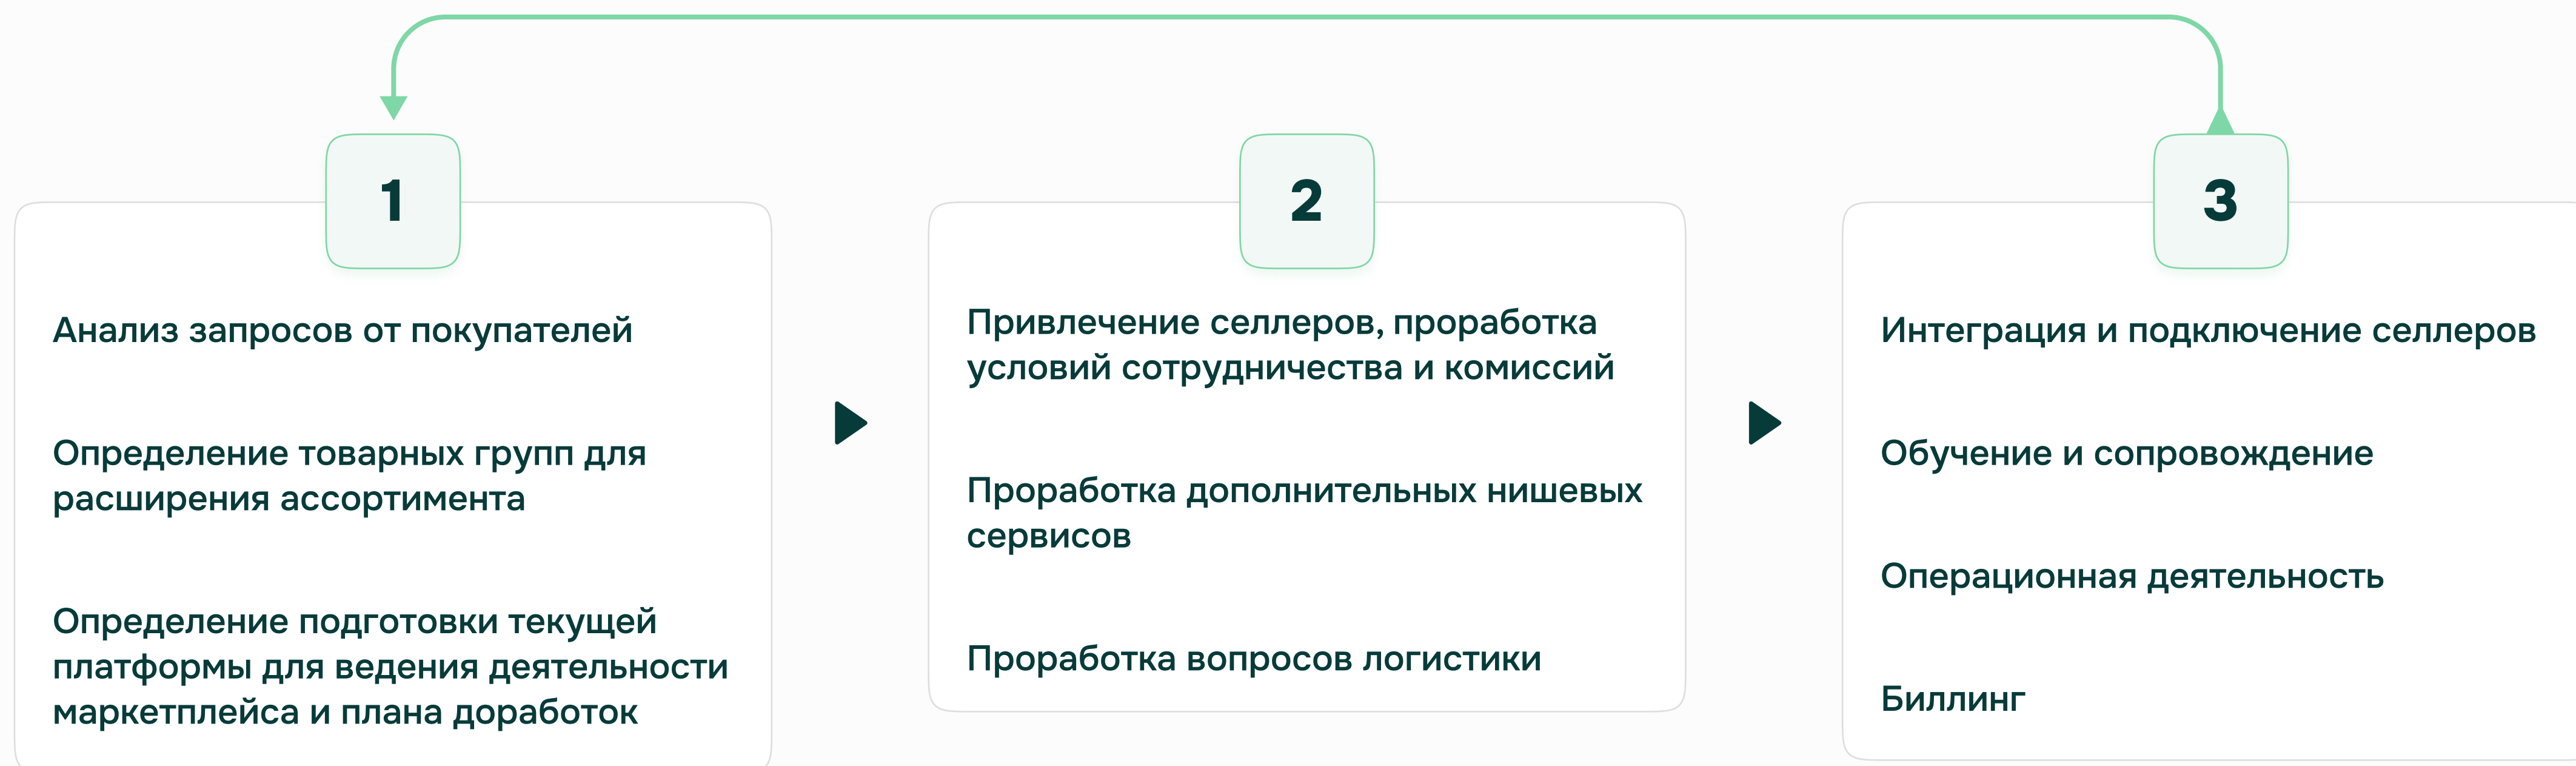 1
Анализ запросов от покупателей
Определение товарных групп для
расширения ассортимента
Определение подготовки текущей
платформы для ведения деятельности
маркетплейса и плана доработок
2
Привлечение селлеров, проработка
условий сотрудничества и комиссий
Проработка дополнительных нишевых
сервисов
Проработка вопросов логистики
3
Интеграция и подключение селлеров
Обучение и сопровождение
Операционная деятельность
Биллинг